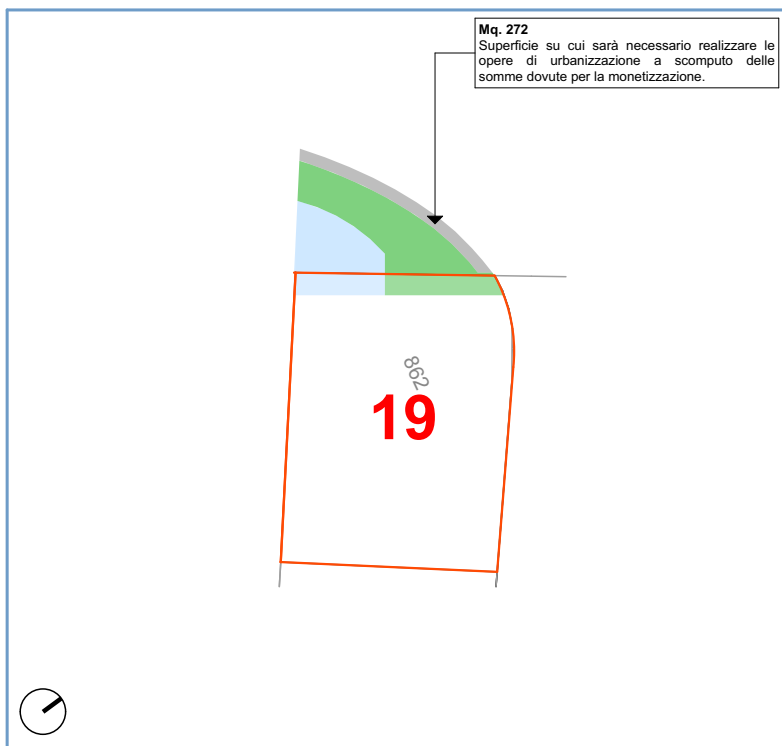 Mq. 272
Superficie su cui sarà necessario realizzare le
opere di urbanizzazione a scomputo delle
somme dovute per la monetizzazione.
862
19